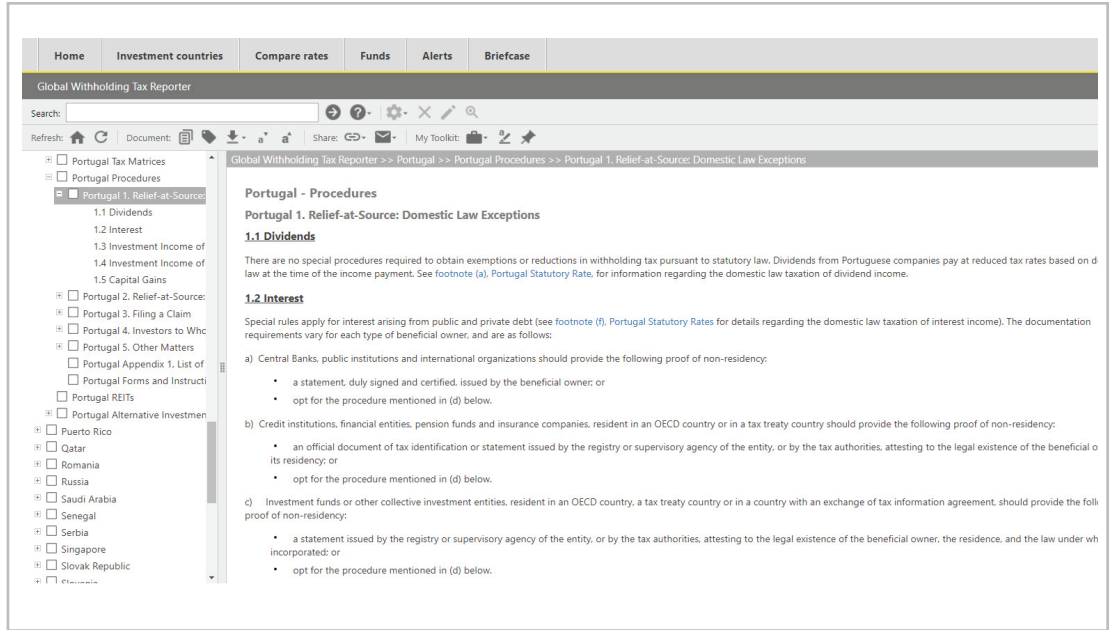 Home Investment countries Compare rates Funds Alerts Briefcase
Global Withholding Tax Reporter
Search:
Refresh: Document: Share: My Toolkit:
Portugal Tax Matrices
Portugal Procedures
Portugal 1. Relief-at-Source:
1.1 Dividends
1.2 Interest
1.3 Investment Income of
1.4 Investment Income of
1.5 Capital Gains
Portugal 2. Relief-at-Source:
Portugal 3. Filing a Claim
Portugal 4. Investors to Who
Portugal 5. Other Matters
Portugal Appendix 1, List of
Portugal Forms and Instructi
Portugal REITs
Portugal Alternative Investmen
Puerto Rico
Qatar
Romania
Russia
Saudi Arabia
Senegal
Serbia
Singapore
Slovak Republic
Global Withholding Tax Reporter >> Portugal >> Portugal Procedures >> Portugal 1. Relief-at-Source: Domestic Law Exceptions
Portugal - Procedures
Portugal 1. Relief-at-Source: Domestic Law Exceptions
1.1 Dividends
There are no special procedures required to obtain exemptions or reductions in withholding tax pursuant to statutory law. Dividends from Portuguese companies pay at reduced tax rates based on d
law at the time of the income payment. See footnote (a), Portugal Statutory Rate, for information regarding the domestic law taxation of dividend income.
1.2 Interest
Special rules apply for interest arising from public and private debt (see footnote (f), Portugal Statutory Rates for details regarding the domestic law taxation of interest income). The documentation
requirements vary for each type of beneficial owner, and are as follows:
a) Central Banks, public institutions and international organizations should provide the following proof of non-residency:
• a statement, duly signed and certified, issued by the beneficial owner; or
• opt for the procedure mentioned in (d) below.
b) Credit institutions, financial entities, pension funds and insurance companies, resident in an OECD country or in a tax treaty country should provide the following proof of non-residency:
• an official document of tax identification or statement issued by the registry or supervisory agency of the entity, or by the tax authorities, attesting to the legal existence of the beneficial o
its residency; or
• opt for the procedure mentioned in (d) below.
c) Investment funds or other collective investment entities, resident in an OECD country, a tax treaty country or in a country with an exchange of tax information agreement, should provide the foll
proof of non-residency:
• a statement issued by the registry or supervisory agency of the entity, or by the tax authorities, attesting to the legal existence of the beneficial owner, the residence, and the law under wh
incorporated; or
• opt for the procedure mentioned in (d) below.